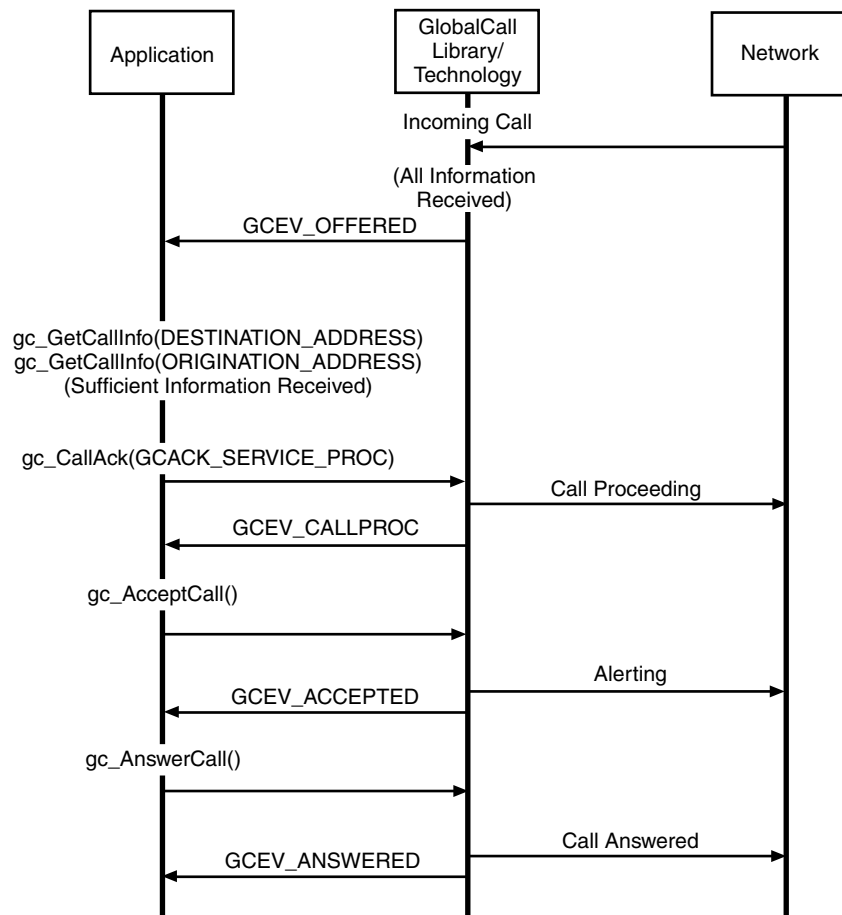 Application
GlobalCall
Library/
Technology
Network
Incoming Call
(All Information
Received)
GCEV_OFFERED
gc_GetCallInfo(DESTINATION_ADDRESS)
gc_GetCallInfo(ORIGINATION_ADDRESS)
(Sufficient Information Received)
gc_CallAck(GCACK_SERVICE_PROC)
Call Proceeding
GCEV_CALLPROC
gc_AcceptCall()
Alerting
GCEV_ACCEPTED
gc_AnswerCall()
Call Answered
GCEV_ANSWERED